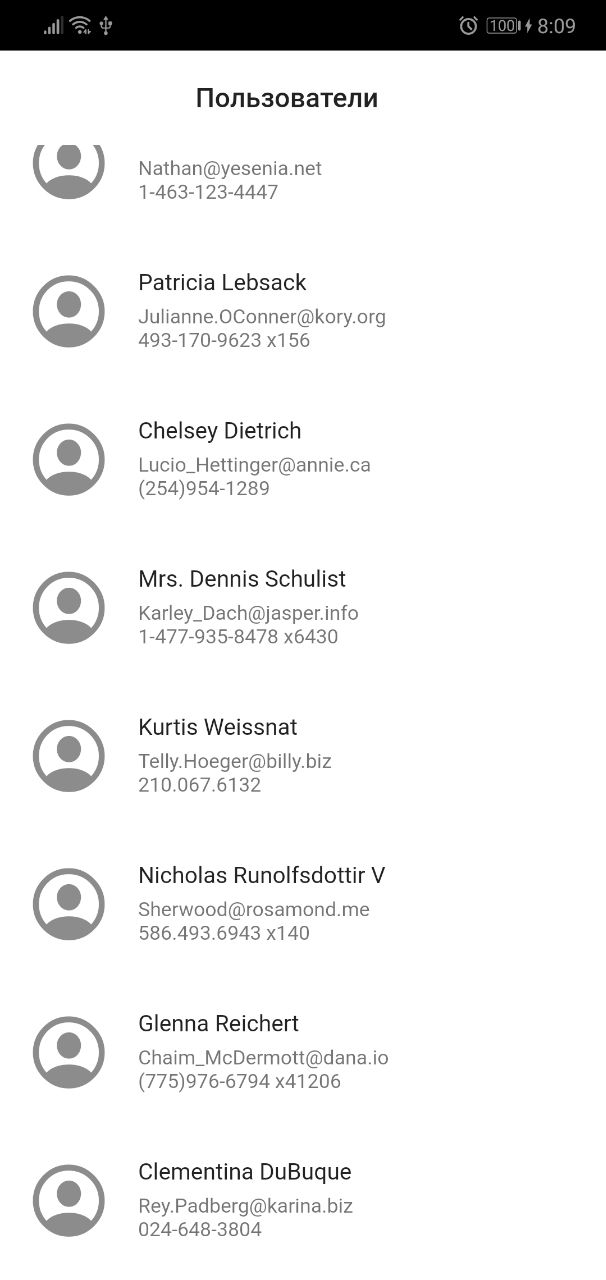 100 8:09
Пользователи
Nathan@yesenia.net
1-463-123-4447
Patricia Lebsack
Julianne.OConner@kory.org
493-170-9623 x156
Chelsey Dietrich
Lucio_Hettinger@annie.ca
(254)954-1289
Mrs. Dennis Schulist
Karley_Dach@jasper.info
1-477-935-8478 x6430
Kurtis Weissnat
Telly.Hoeger@billy.biz
210.067.6132
Nicholas Runolfsdottir V
Sherwood@rosamond.me
586.493.6943 x140
Glenna Reichert
Chaim_McDermott@dana.io
(775)976-6794 x41206
Clementina DuBuque
Rey.Padberg@karina.biz
024-648-3804